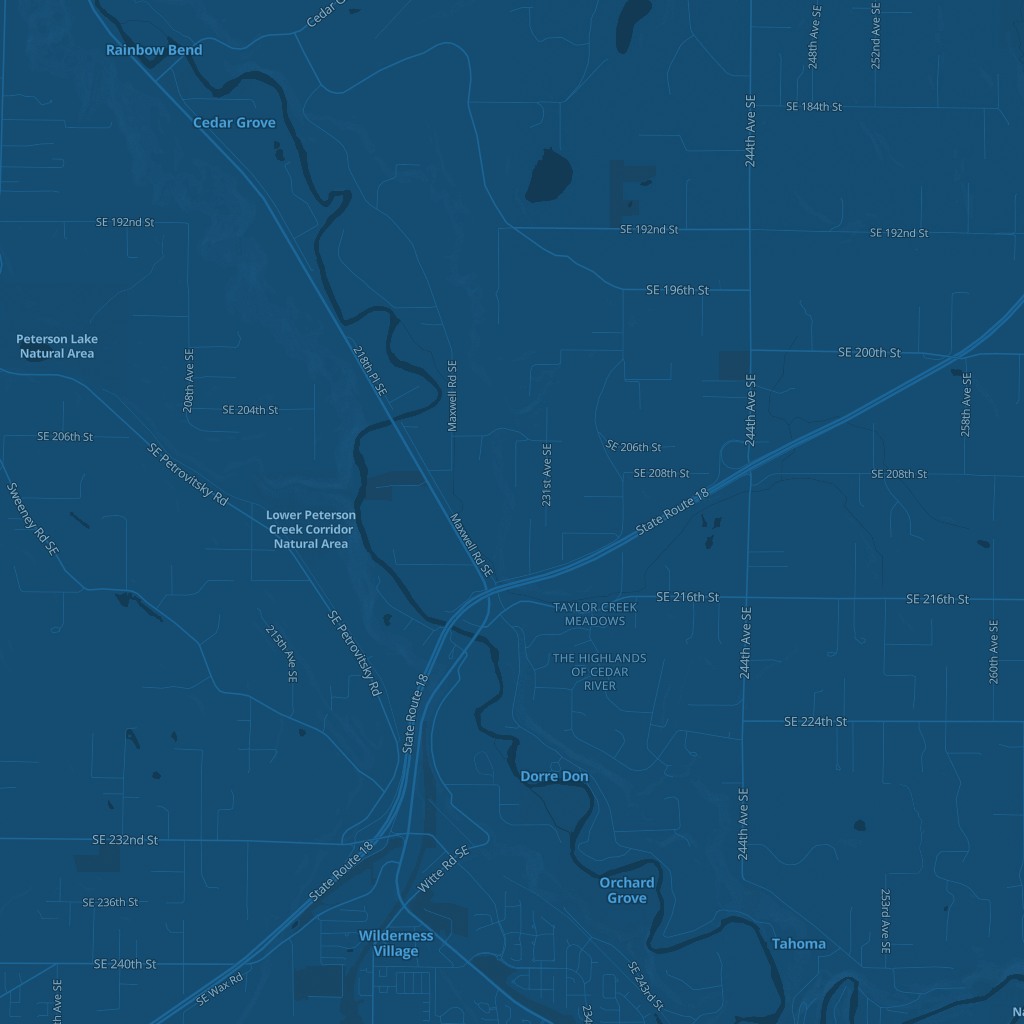 Cedar G
Rainbow Bend
248th Ave SE
252nd Ave SE
SE 184th St
244th Ave SE
Cedar Grove
SE 192nd St
SE 192nd St
SE 192nd St
SE 196th St
Peterson Lake
Natural Area
218th Pl SE
208th Ave SE
Maxwell Rd SE
SE 200th St
244th Ave SE
258th Ave SE
SE 204th St
SE 206th St
SE 206th St
SE Petrovitsky Rd
231st Ave SE
SE 208th St
SE 208th St
Sweeney Rd SE
Lower Peterson
Creek Corridor
Natural Area
Maxwell Rd SE
State Route 18
SE 216th St
SE 216th St
TAYLOR CREEK
MEADOWS
215th Ave SE
SE Petrovitsky Rd
244th Ave SE
260th Ave SE
THE HIGHLANDS
OF CEDAR
RIVER
State Route 18
SE 224th St
Dorre Don
244th Ave SE
SE 232nd St
State Route 18
Witte Rd SE
Orchard
Grove
SE 236th St
253rd Ave SE
Wilderness
Village
Tahoma
SE 240th St
SE Wax Rd
SE 243rd St
th Ave SE
234
Na